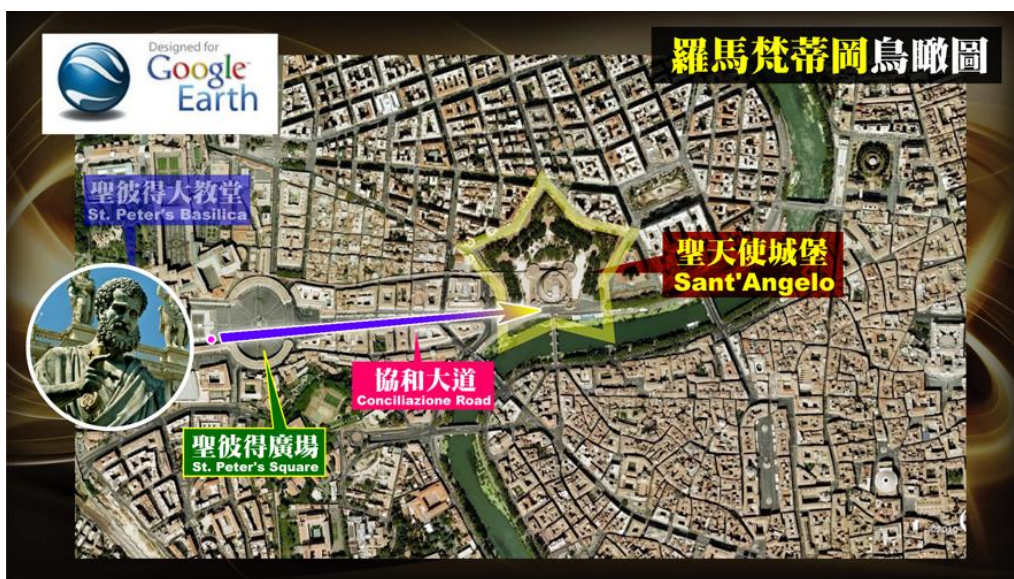 Designed for
Google
Earth
羅馬梵蒂岡鳥瞰圖
聖彼得大教堂
St. Peter's Basilica
聖天使城堡
Sant'Angelo
協和大道
Conciliazione Road
聖彼得廣場
St. Peter's Square